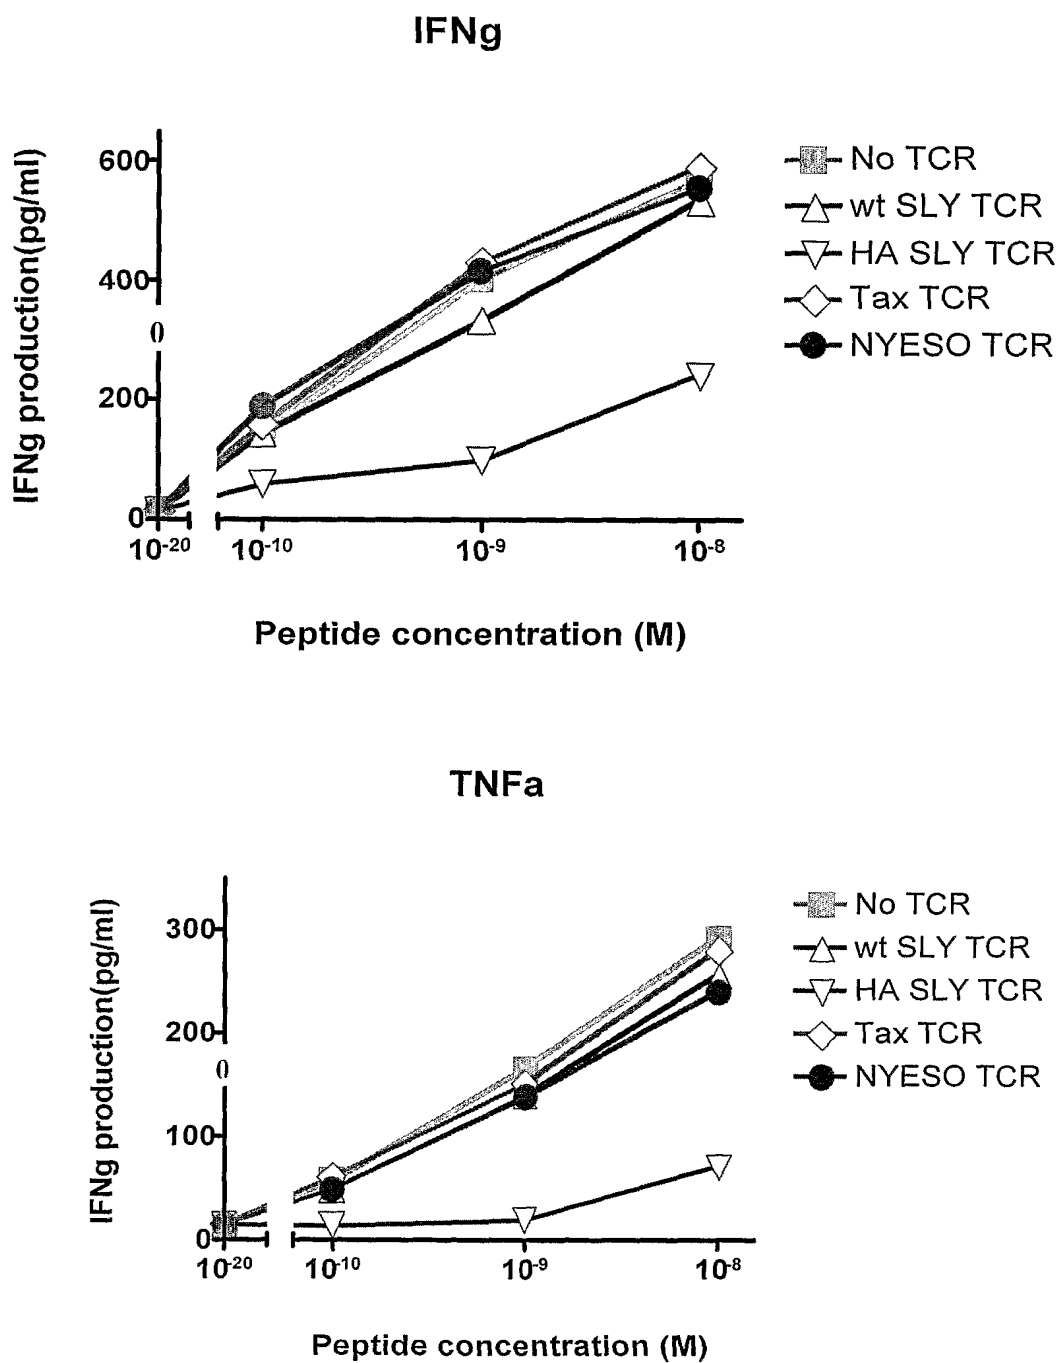 IFNg
IFNg production(pg/ml)
600
400
0
200
0
10-20
10-10
10-9
10-8
Peptide concentration (M)
No TCR
wt SLY TCR
HA SLY TCR
Tax TCR
NYESO TCR
TNFa
IFNg production(pg/ml)
300
200
0
100
0
10-20
10-10
10-9
10-8
Peptide concentration (M)
No TCR
wt SLY TCR
HA SLY TCR
Tax TCR
NYESO TCR